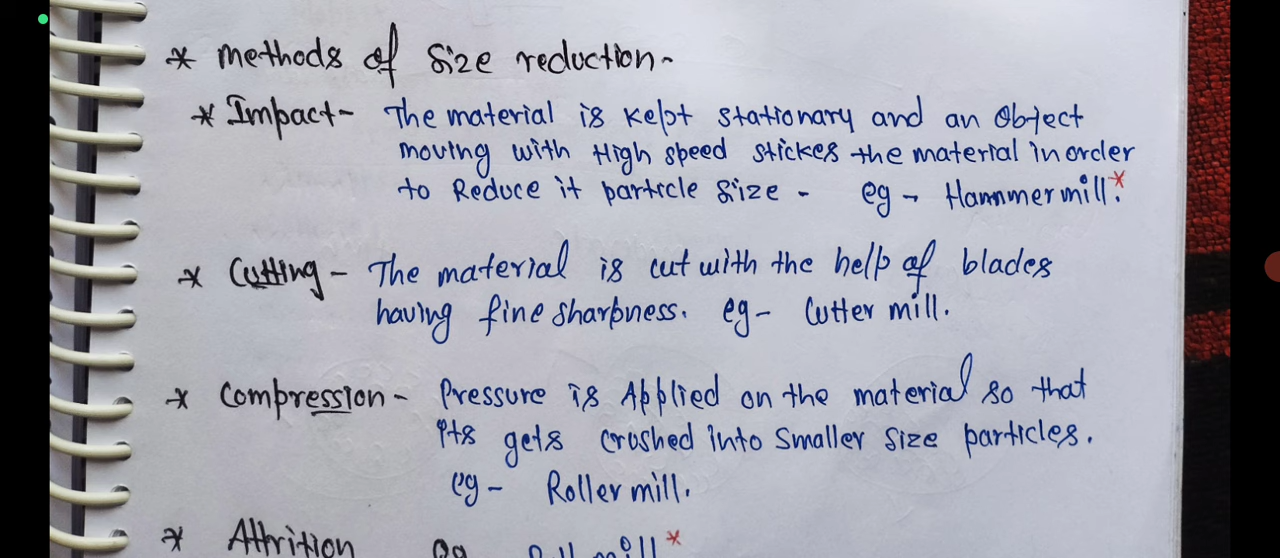 * Methods of Size reduction -
* Impact - The material is kept stationary and an Object
moving with High speed stickes the material in order
to Reduce it particle size - eg - Hammer mill.*
* Cutting - The material is cut with the help of blades
having fine sharpness. eg - Cutter mill.
* Compression - Pressure is Applied on the material so that
Its gets crushed into smaller size particles.
eg - Roller mill.
* Attrition eg mill *